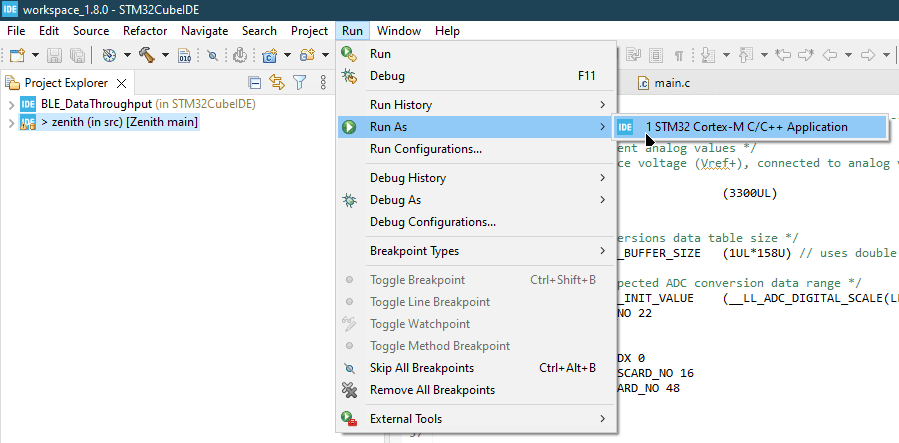 IDE workspace_1.8.0 - STM32CubeIDE
File Edit Source Refactor Navigate Search Project Run Window Help
Project Explorer
IDE BLE_DataThroughput (in STM32CubeIDE)
IDE > zenith (in src) [Zenith main]
Run
Debug F11
Run History
Run As
Run Configurations...
Debug History
Debug As
Debug Configurations...
Breakpoint Types
Toggle Breakpoint Ctrl+Shift+B
Toggle Line Breakpoint
Toggle Watchpoint
Toggle Method Breakpoint
Skip All Breakpoints Ctrl+Alt+B
Remove All Breakpoints
External Tools
IDE 1 STM32 Cortex-M C/C++ Application
main.c
ent analog values */
ce voltage (Vref+), connected to analog v
(3300UL)
ersions data table size */
_BUFFER_SIZE (1UL*158U) // uses double
pected ADC conversion data range */
_INIT_VALUE (__LL_ADC_DIGITAL_SCALE(L
NO 22
DX 0
SCARD_NO 16
ARD_NO 48